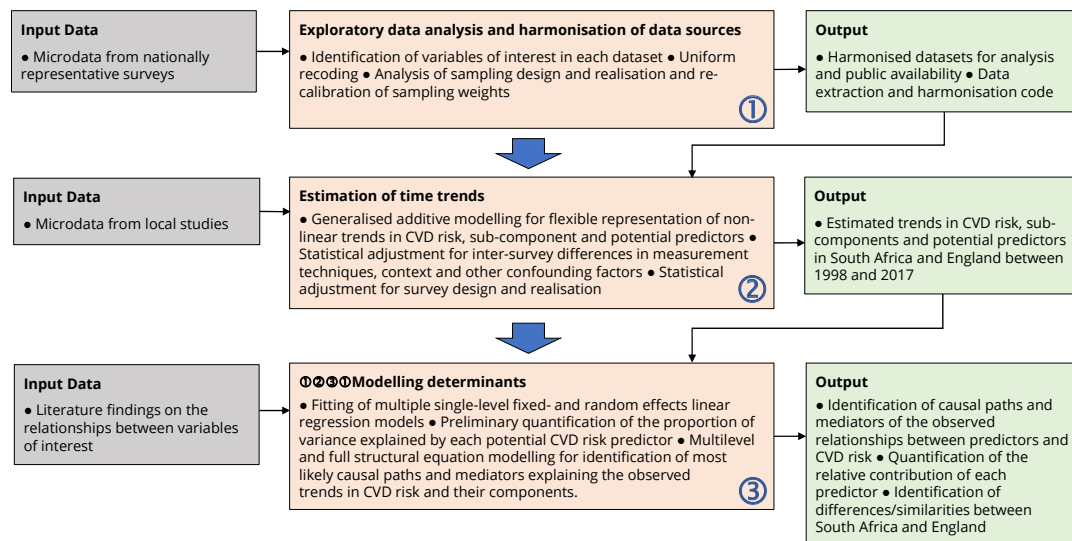 Input Data
● Microdata from nationally
representative surveys
Exploratory data analysis and harmonisation of data sources
● Identification of variables of interest in each dataset ● Uniform
recoding ● Analysis of sampling design and realisation and re-
calibration of sampling weights
①
Output
● Harmonised datasets for analysis
and public availability ● Data
extraction and harmonisation code
Input Data
● Microdata from local studies
Estimation of time trends
● Generalised additive modelling for flexible representation of non-
linear trends in CVD risk, sub-component and potential predictors ●
Statistical adjustment for inter-survey differences in measurement
techniques, context and other confounding factors ● Statistical
adjustment for survey design and realisation
②
Output
● Estimated trends in CVD risk, sub-
components and potential predictors
in South Africa and England between
1998 and 2017
Input Data
● Literature findings on the
relationships between variables
of interest
①②③①Modelling determinants
● Fitting of multiple single-level fixed- and random effects linear
regression models ● Preliminary quantification of the proportion of
variance explained by each potential CVD risk predictor ● Multilevel
and full structural equation modelling for identification of most
likely causal paths and mediators explaining the observed
trends in CVD risk and their components.
③
Output
● Identification of causal paths and
mediators of the observed
relationships between predictors and
CVD risk ● Quantification of the
relative contribution of each
predictor ● Identification of
differences/similarities between
South Africa and England